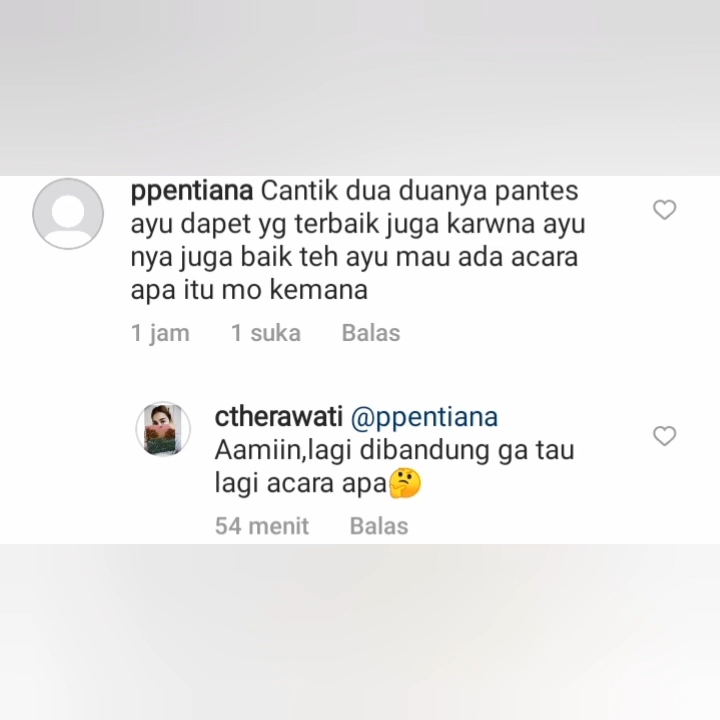 ppentiana Cantik dua duanya pantes
ayu dapet yg terbaik juga karwna ayu
nya juga baik teh ayu mau ada acara
apa itu mo kemana
1 jam 1 suka Balas
ctherawati @ppentiana
Aamiin,lagi dibandung ga tau
lagi acara apa🤔
54 menit Balas